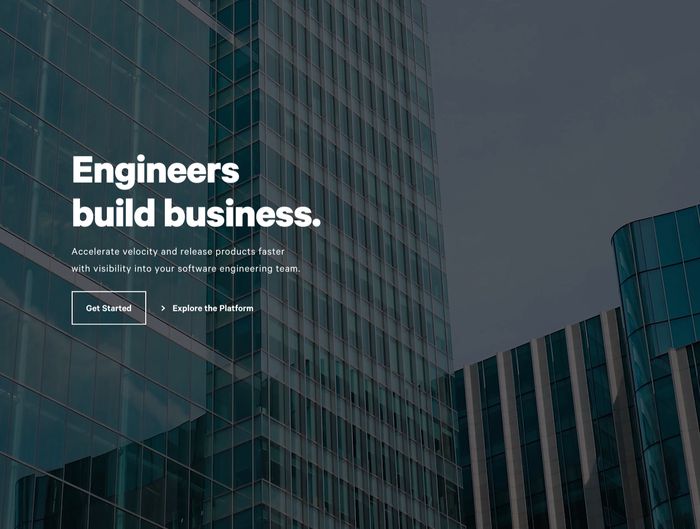 Engineers
build business.
Accelerate velocity and release products faster
with visibility into your software engineering team.
Get Started
Explore the Platform